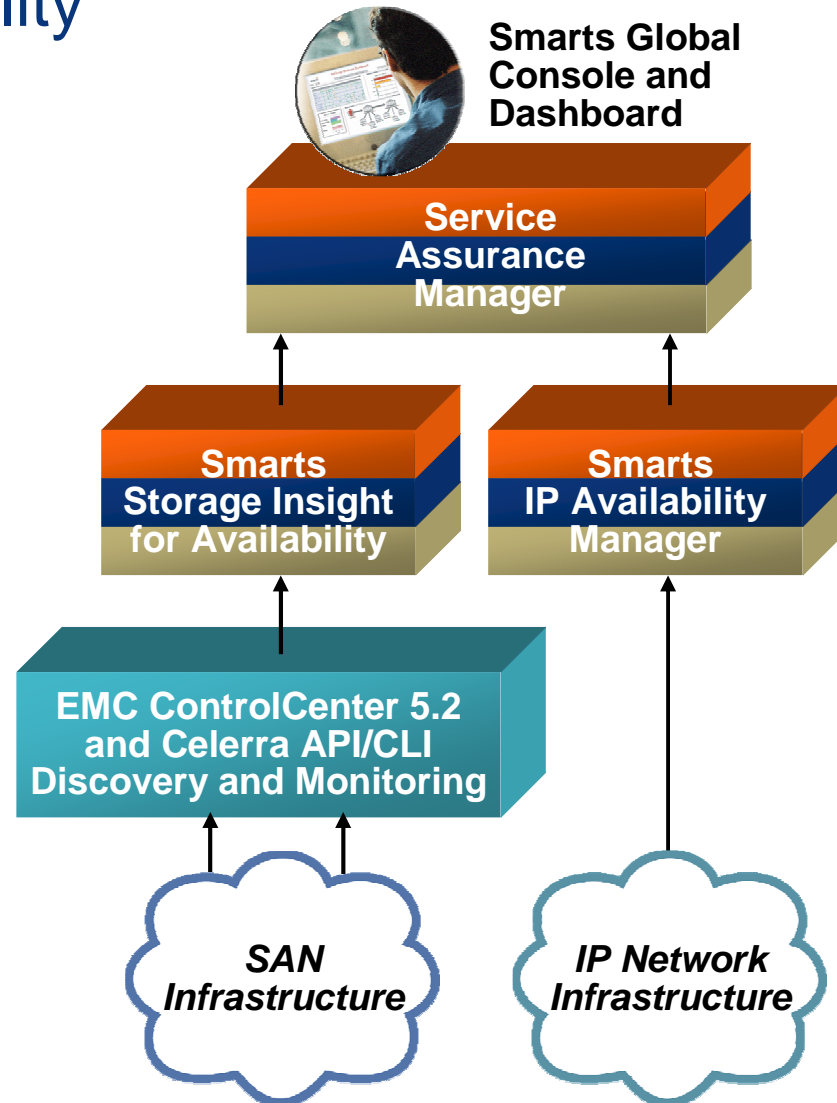 Smarts Global
Console and
Dashboard
Service
Assurance
Manager
Smarts
Storage Insight
for Availability
Smarts
IP Availability
Manager
EMC ControlCenter 5.2
and Celerra API/CLI
Discovery and Monitoring
SAN
Infrastructure
IP Network
Infrastructure